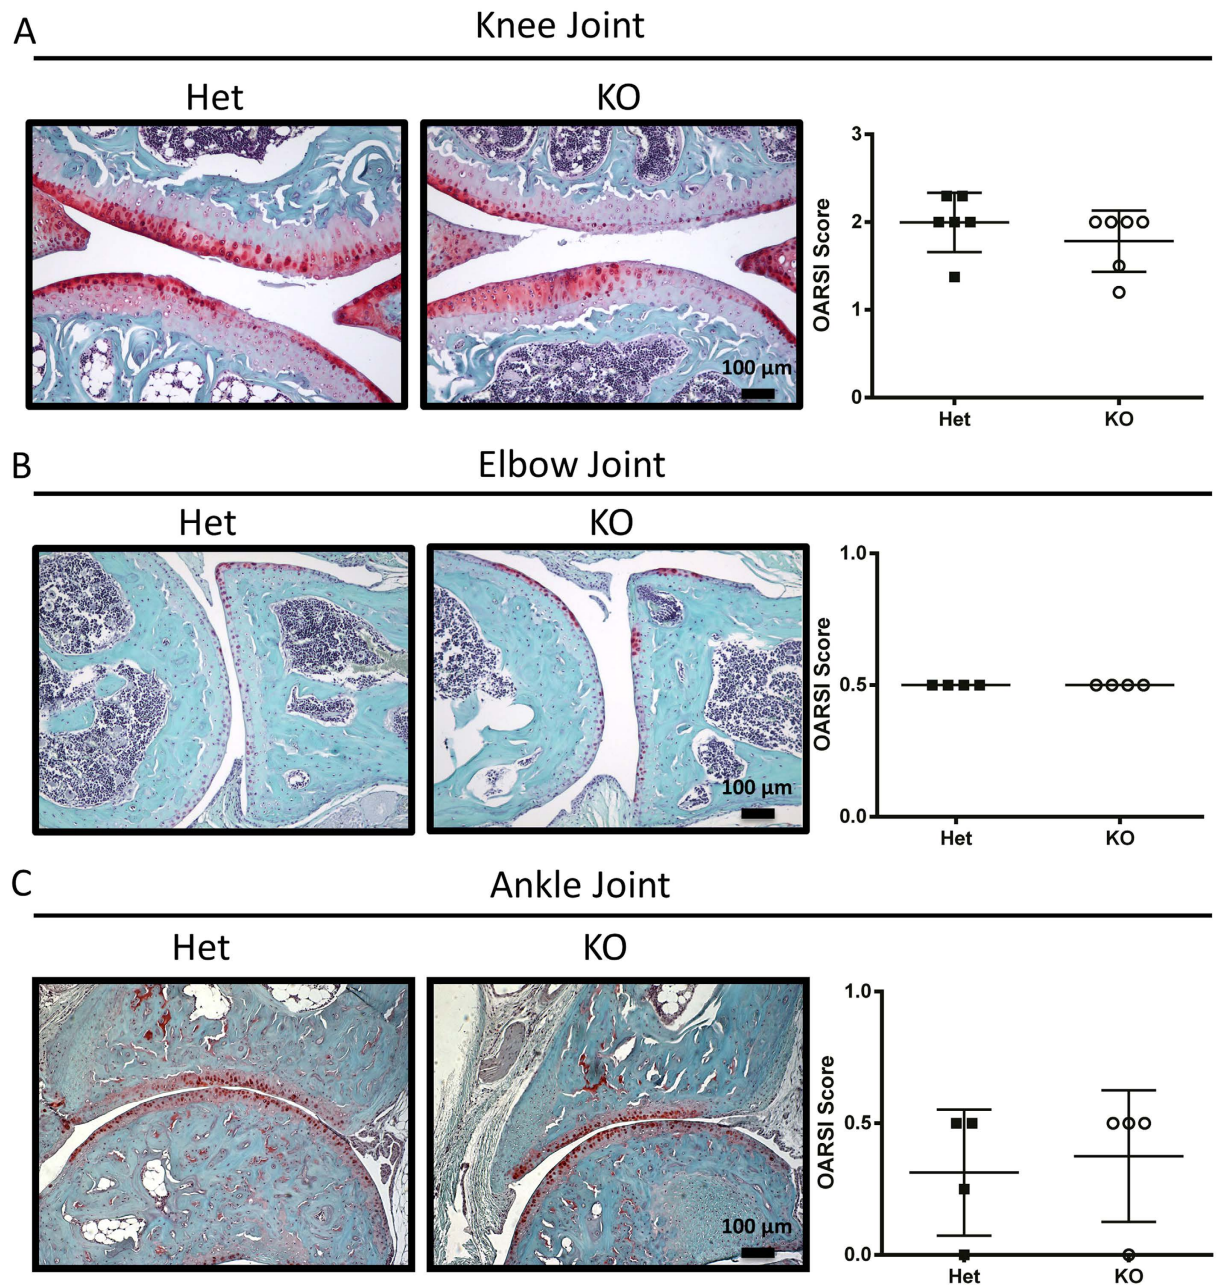 A
Knee Joint
Het
KO
100 µm
OARSI Score
3
2
1
0
Het
KO
B
Elbow Joint
Het
KO
100 µm
OARSI Score
1.0
0.5
0.0
Het
KO
C
Ankle Joint
Het
KO
100 µm
OARSI Score
1.0
0.5
0.0
Het
KO